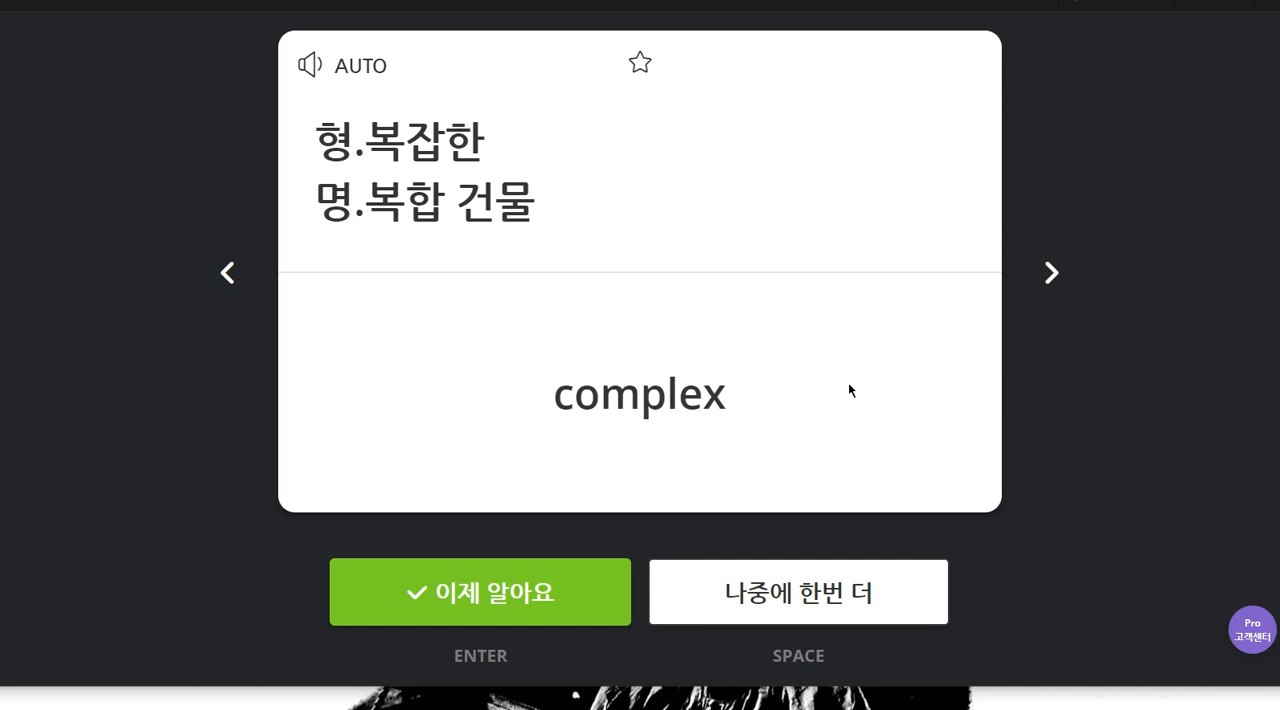 AUTO
형.복잡한
명.복합 건물
complex
이제 알아요
나중에 한번 더
ENTER
SPACE
Pro
고객센터